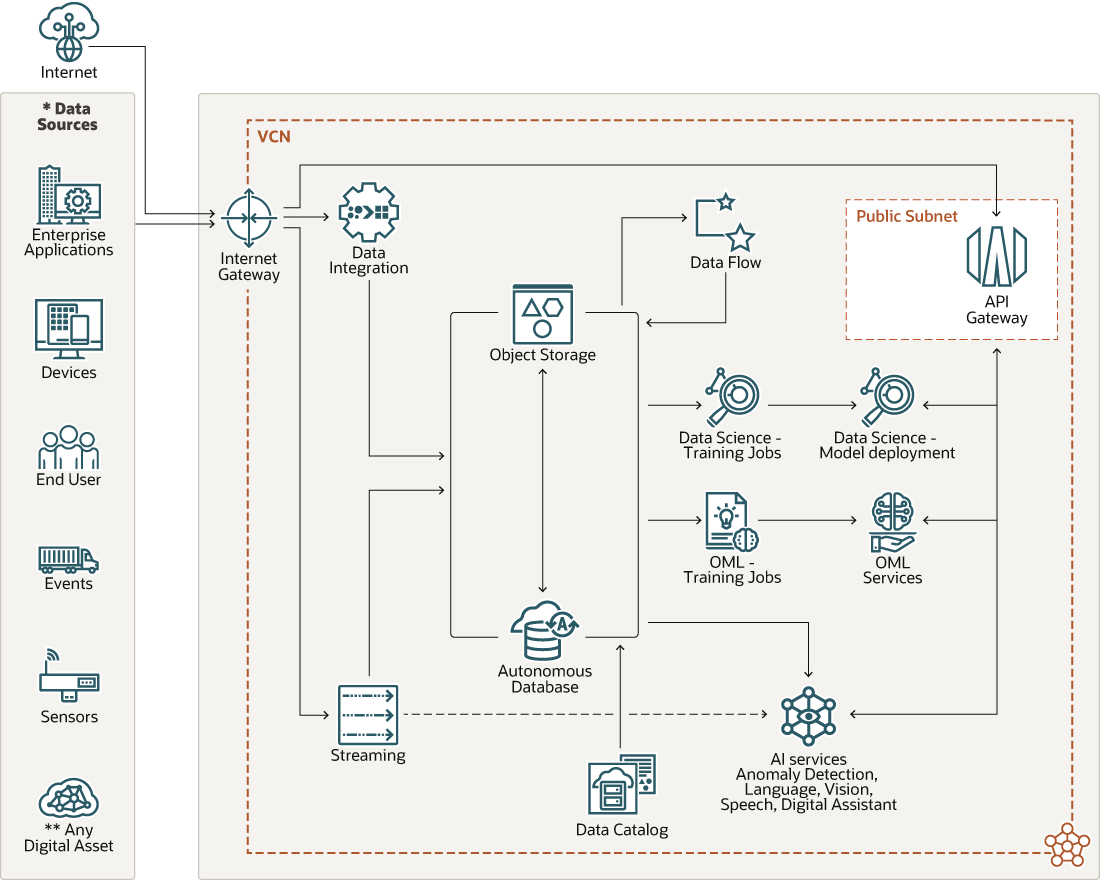 Internet
* Data
Sources
Enterprise
Applications
Devices
End User
Events
Sensors
** Any
Digital Asset
VCN
Internet
Gateway
Data
Integration
Data Flow
Public Subnet
API
Gateway
Object Storage
Data Science -
Training Jobs
Data Science -
Model deployment
OML -
Training Jobs
OML
Services
A
Autonomous
Database
Streaming
Data Catalog
AI services
Anomaly Detection,
Language, Vision,
Speech, Digital Assistant